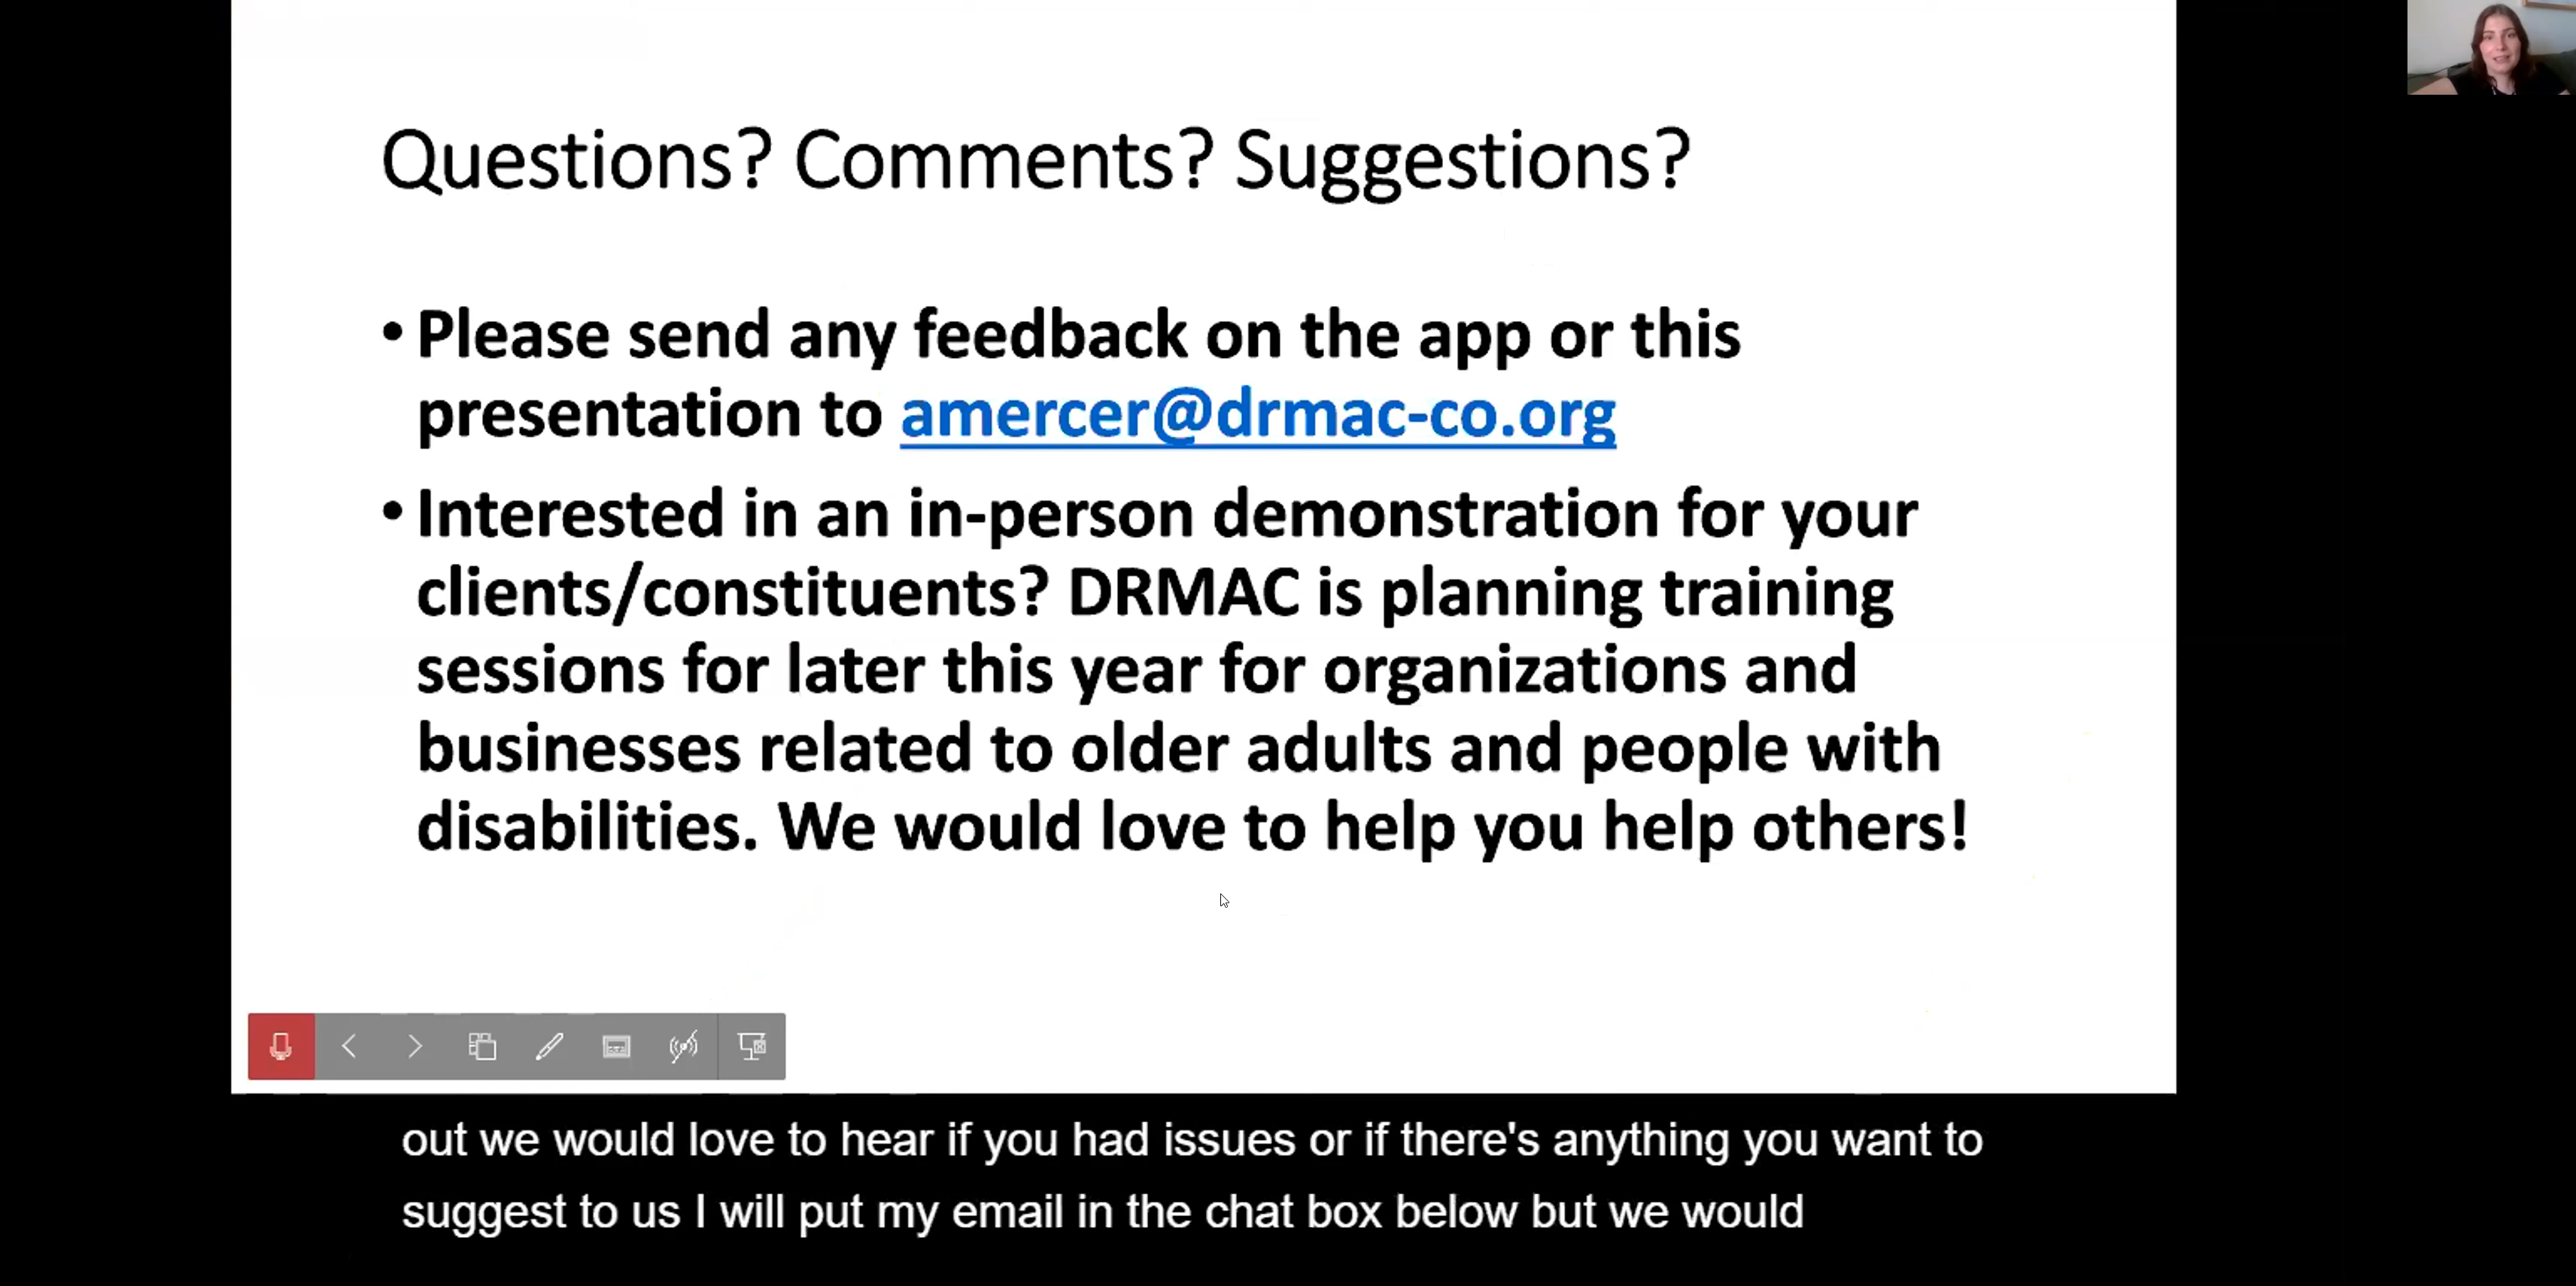 Questions? Comments? Suggestions?
• Please send any feedback on the app or this
presentation to amercer@drmac-co.org
• Interested in an in-person demonstration for your
clients/constituents? DRMAC is planning training
sessions for later this year for organizations and
businesses related to older adults and people with
disabilities. We would love to help you help others!
out we would love to hear if you had issues or if there's anything you want to
suggest to us I will put my email in the chat box below but we would